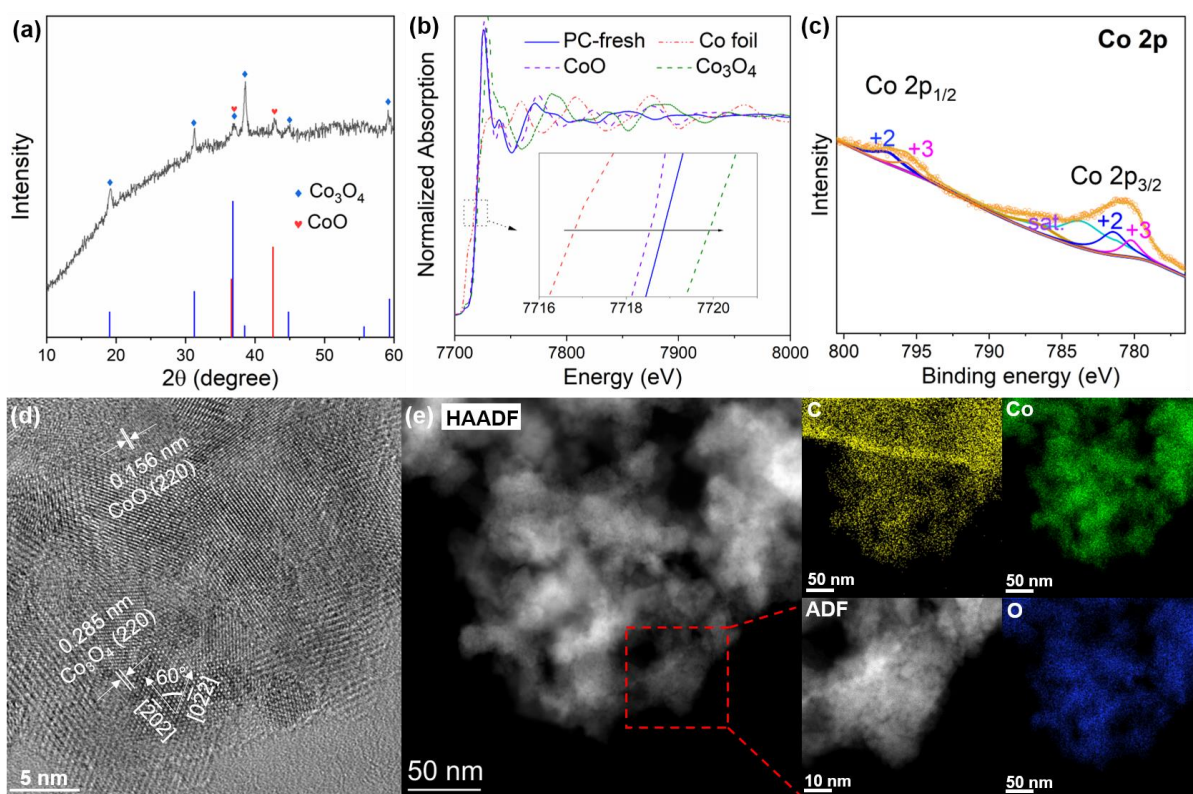 (a)
Intensity
♦ Co₃O₄
♥ CoO
10 20 30 40 50 60
2θ (degree)
(b)
Normalized Absorption
PC-fresh Co foil
CoO Co₃O₄
7716 7718 7720
7700 7800 7900 8000
Energy (eV)
(c)
Co 2p
Intensity
Co 2p₁/₂
+2
+3
Co 2p₃/₂
sat.
+2
+3
800 795 790 785 780
Binding energy (eV)
(d)
0.156 nm
CoO (220)
0.285 nm
Co₃O₄ (220)
60°
[2̄02]
[02̄2]
5 nm
(e) HAADF
50 nm
C
50 nm
Co
50 nm
ADF
10 nm
O
50 nm